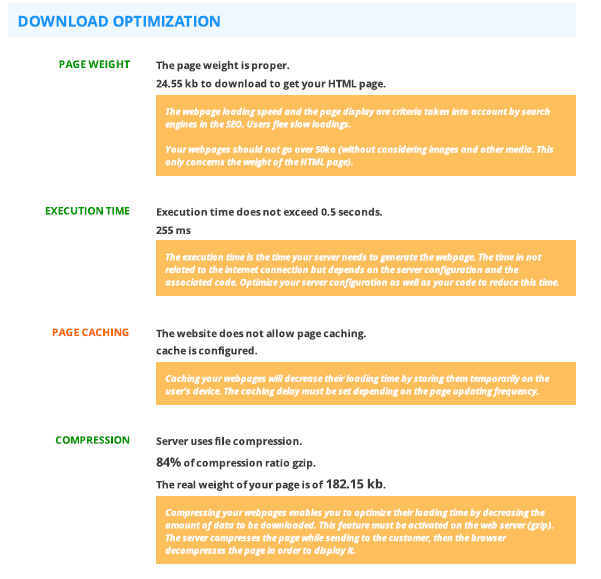 DOWNLOAD OPTIMIZATION
PAGE WEIGHT
The page weight is proper.
24.55 kb to download to get your HTML page.
The webpage loading speed and the page display are criteria taken into account by search
engines in the SEO. Users flee slow loadings.
Your webpages should not go over 50ko (without considering images and other media. This
only concerns the weight of the HTML page).
EXECUTION TIME
Execution time does not exceed 0.5 seconds.
255 ms
The execution time is the time your server needs to generate the webpage. The time in not
related to the internet connection but depends on the server configuration and the
associated code. Optimize your server configuration as well as your code to reduce this time.
PAGE CACHING
The website does not allow page caching.
cache is configured.
Caching your webpages will decrease their loading time by storing them temporarily on the
user's device. The caching delay must be set depending on the page updating frequency.
COMPRESSION
Server uses file compression.
84% of compression ratio gzip.
The real weight of your page is of 182.15 kb.
Compressing your webpages enables you to optimize their loading time by decreasing the
amount of data to be downloaded. This feature must be activated on the web server (gzip).
The server compresses the page while sending to the customer, then the browser
decompresses the page in order to display it.